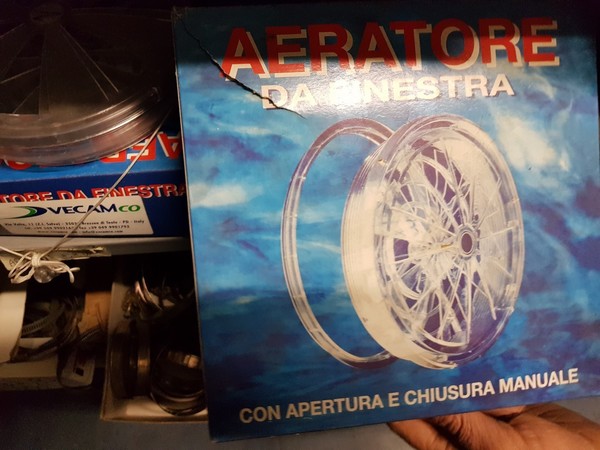 AERATORE
DA FINESTRA
CON APERTURA E CHIUSURA MANUALE
TORE DA FINESTRA
VECAMCO